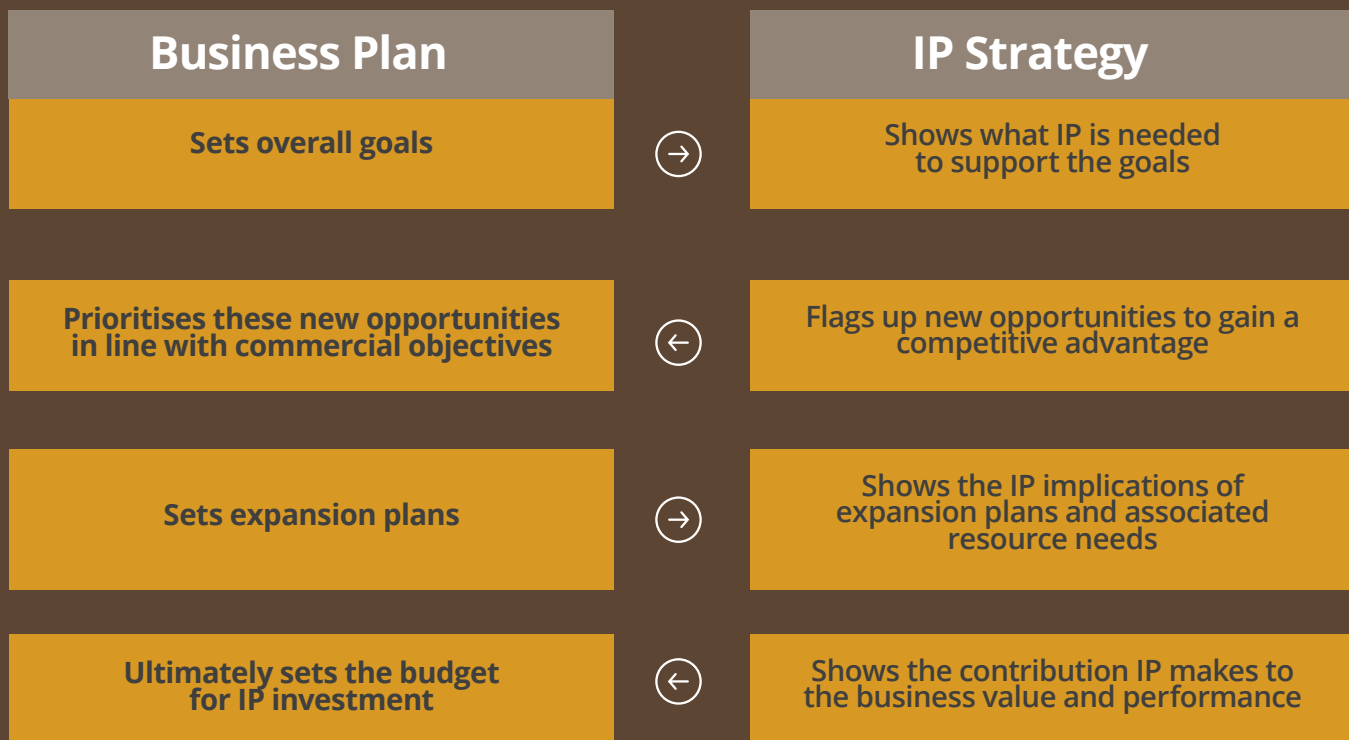 Business Plan
IP Strategy
Sets overall goals
Shows what IP is needed
to support the goals
Prioritises these new opportunities
in line with commercial objectives
Flags up new opportunities to gain a
competitive advantage
Sets expansion plans
Shows the IP implications of
expansion plans and associated
resource needs
Ultimately sets the budget
for IP investment
Shows the contribution IP makes to
the business value and performance